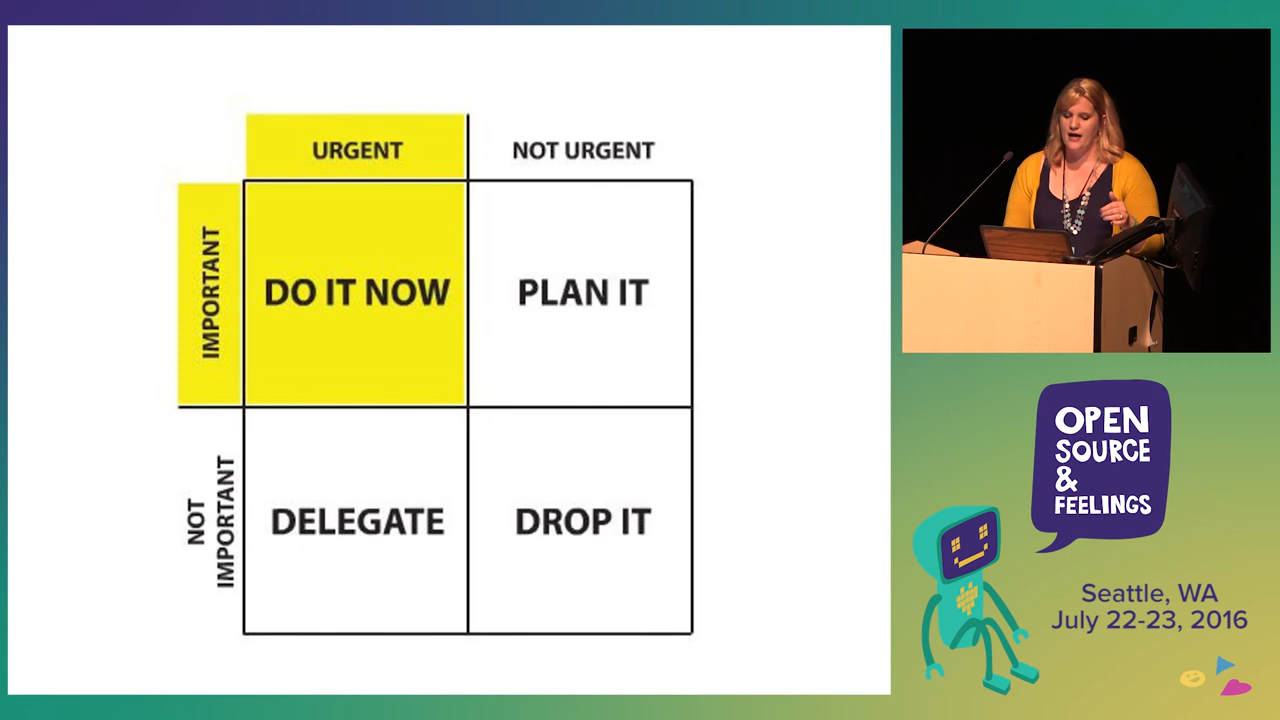 URGENT
NOT URGENT
IMPORTANT
DO IT NOW
PLAN IT
NOT
IMPORTANT
DELEGATE
DROP IT
OPEN
SOURCE
&
FEELINGS
Seattle, WA
July 22-23, 2016